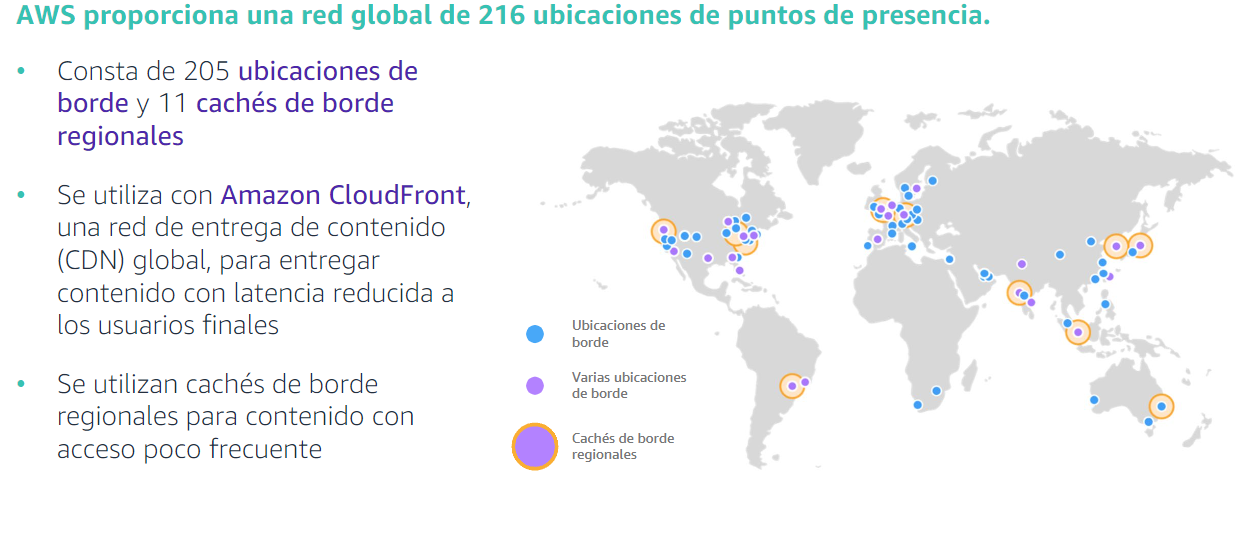 AWS proporciona una red global de 216 ubicaciones de puntos de presencia.
• Consta de 205 ubicaciones de
borde y 11 cachés de borde
regionales
• Se utiliza con Amazon CloudFront,
una red de entrega de contenido
(CDN) global, para entregar
contenido con latencia reducida a
los usuarios finales
• Se utilizan cachés de borde
regionales para contenido con
acceso poco frecuente
Ubicaciones de
borde
Varias ubicaciones
de borde
Cachés de borde
regionales